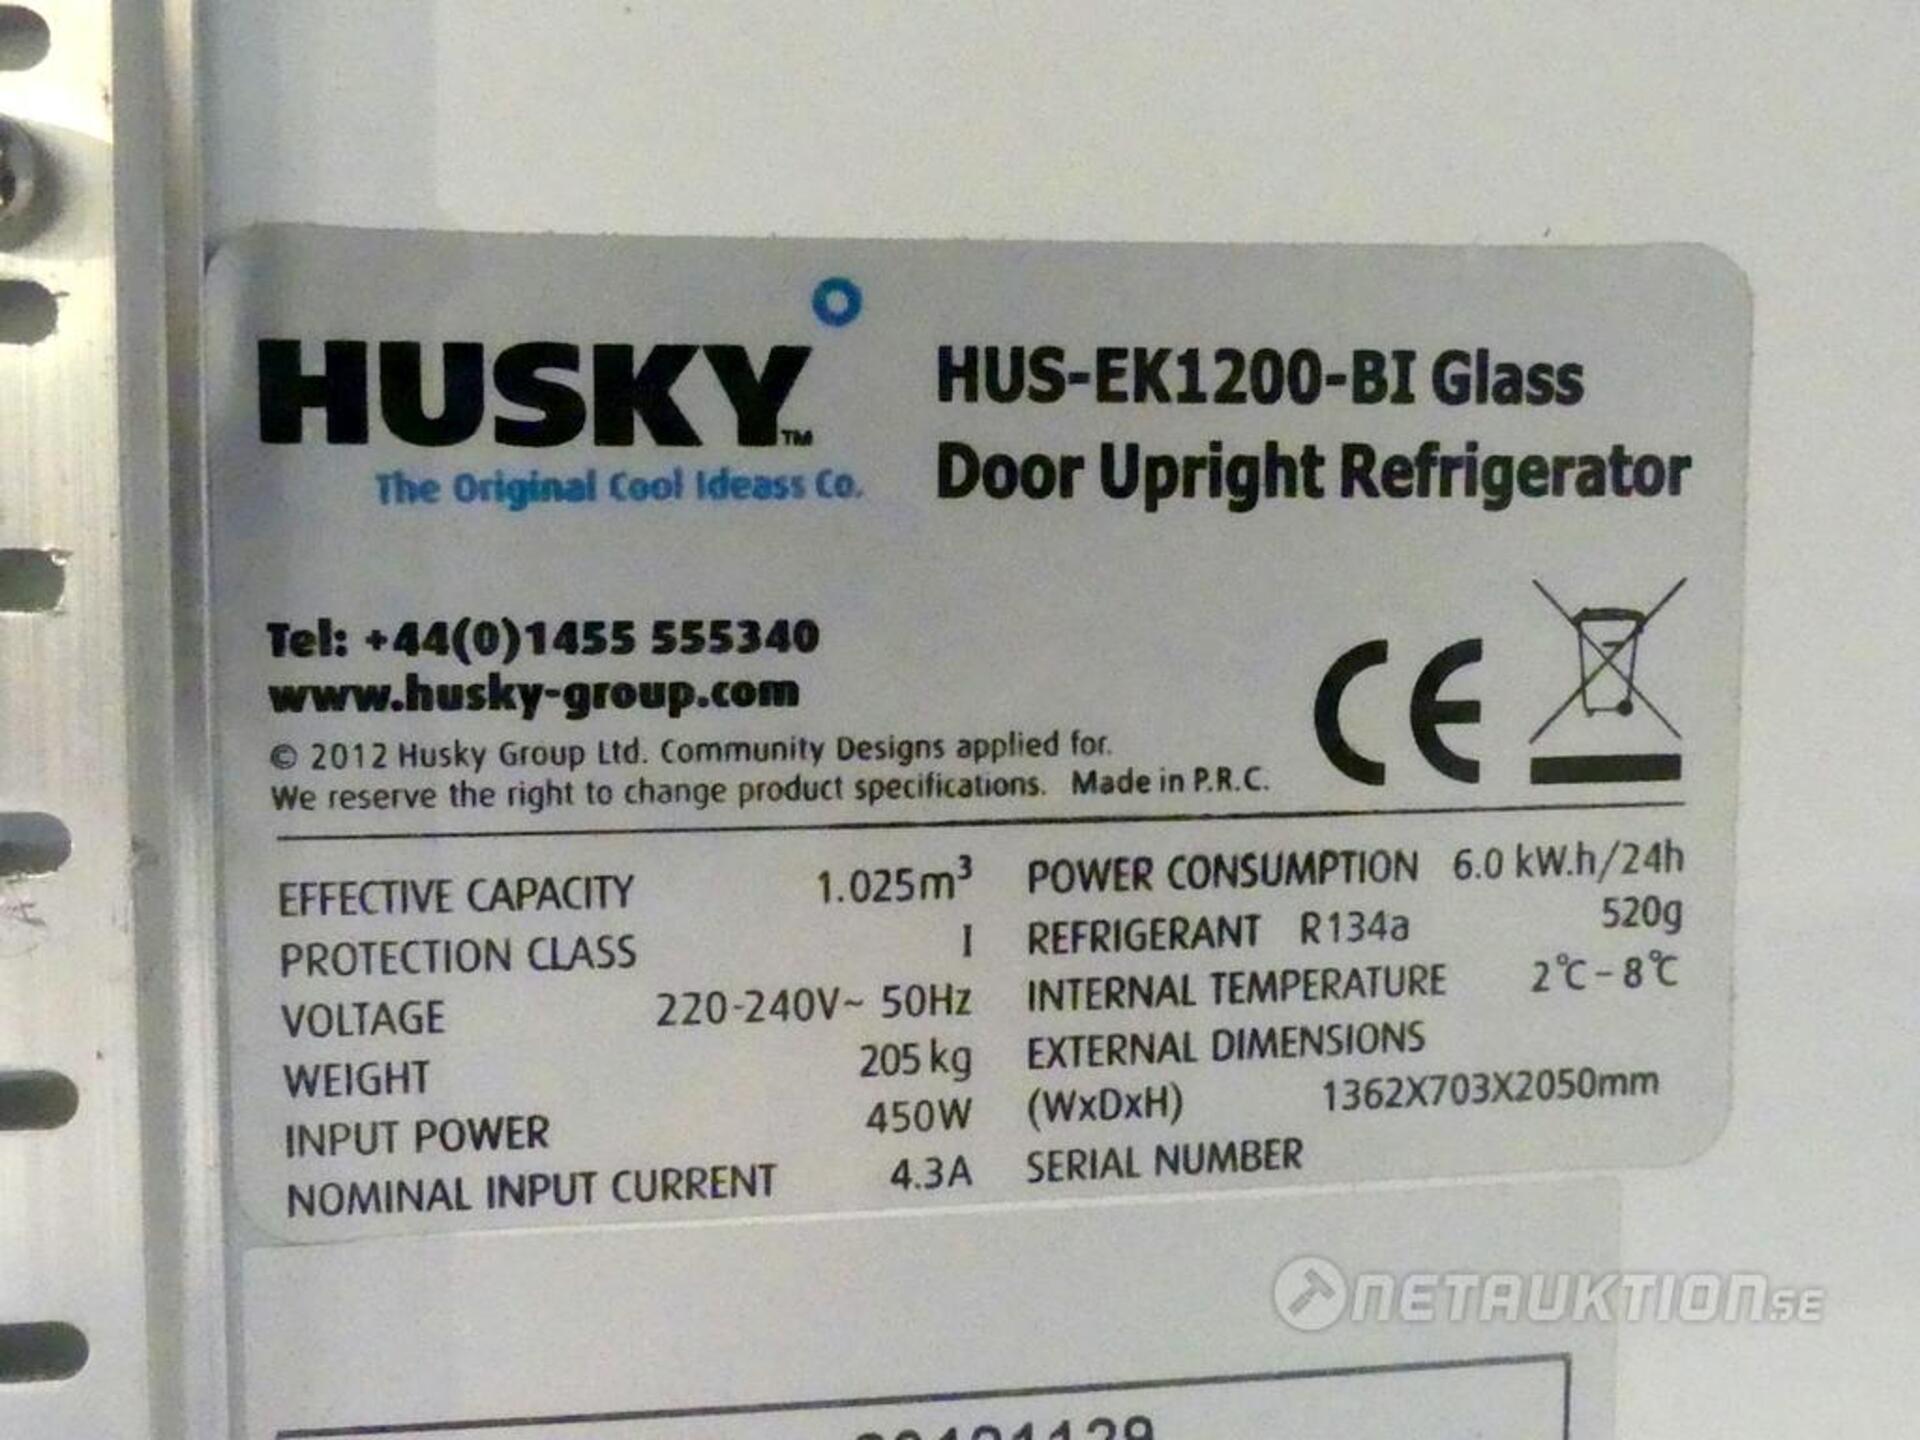 HUSKY™
The Original Cool Ideass Co.
HUS-EK1200-BI Glass
Door Upright Refrigerator
Tel: +44(0)1455 555340
www.husky-group.com
© 2012 Husky Group Ltd. Community Designs applied for.
We reserve the right to change product specifications. Made in P.R.C.
CE
EFFECTIVE CAPACITY 1.025m³
PROTECTION CLASS I
VOLTAGE 220-240V~ 50Hz
WEIGHT 205kg
INPUT POWER 450W
NOMINAL INPUT CURRENT 4.3A
POWER CONSUMPTION 6.0 kW.h/24h
REFRIGERANT R134a 520g
INTERNAL TEMPERATURE 2℃-8℃
EXTERNAL DIMENSIONS
(WxDxH) 1362X703X2050mm
SERIAL NUMBER
NETAUKTION.SE